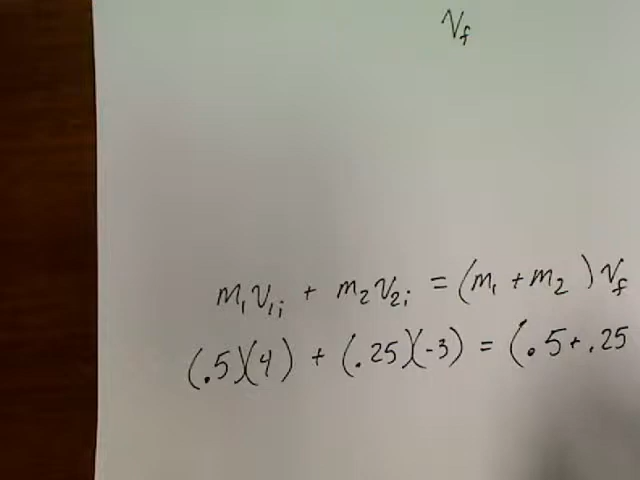 V_f
m₁v₁ᵢ + m₂v₂ᵢ = (m₁ + m₂)v_f
(.5)(4) + (.25)(-3) = (.5+.25